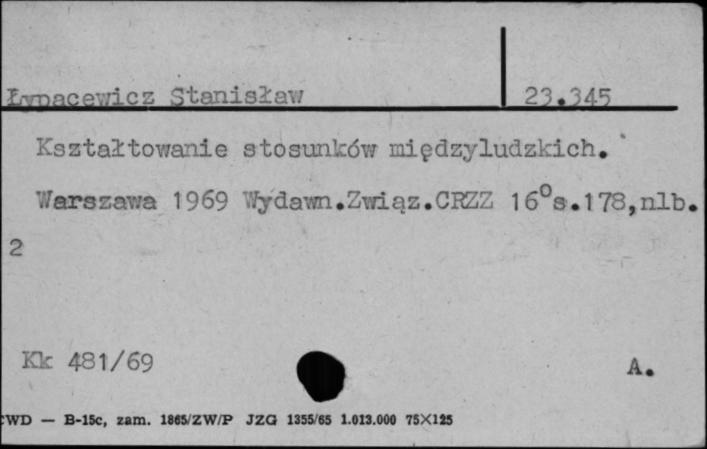 Łypacewicz Stanisław 23.345
Kształtowanie stosunków międzyludzkich.
Warszawa 1969 Wydawn.Związ.CRZZ 16°s.178,nlb.
2
Kk 481/69 A.
CWD — B-15c, zam. 1865/ZW/P JZG 1355/65 1.013.000 75X125